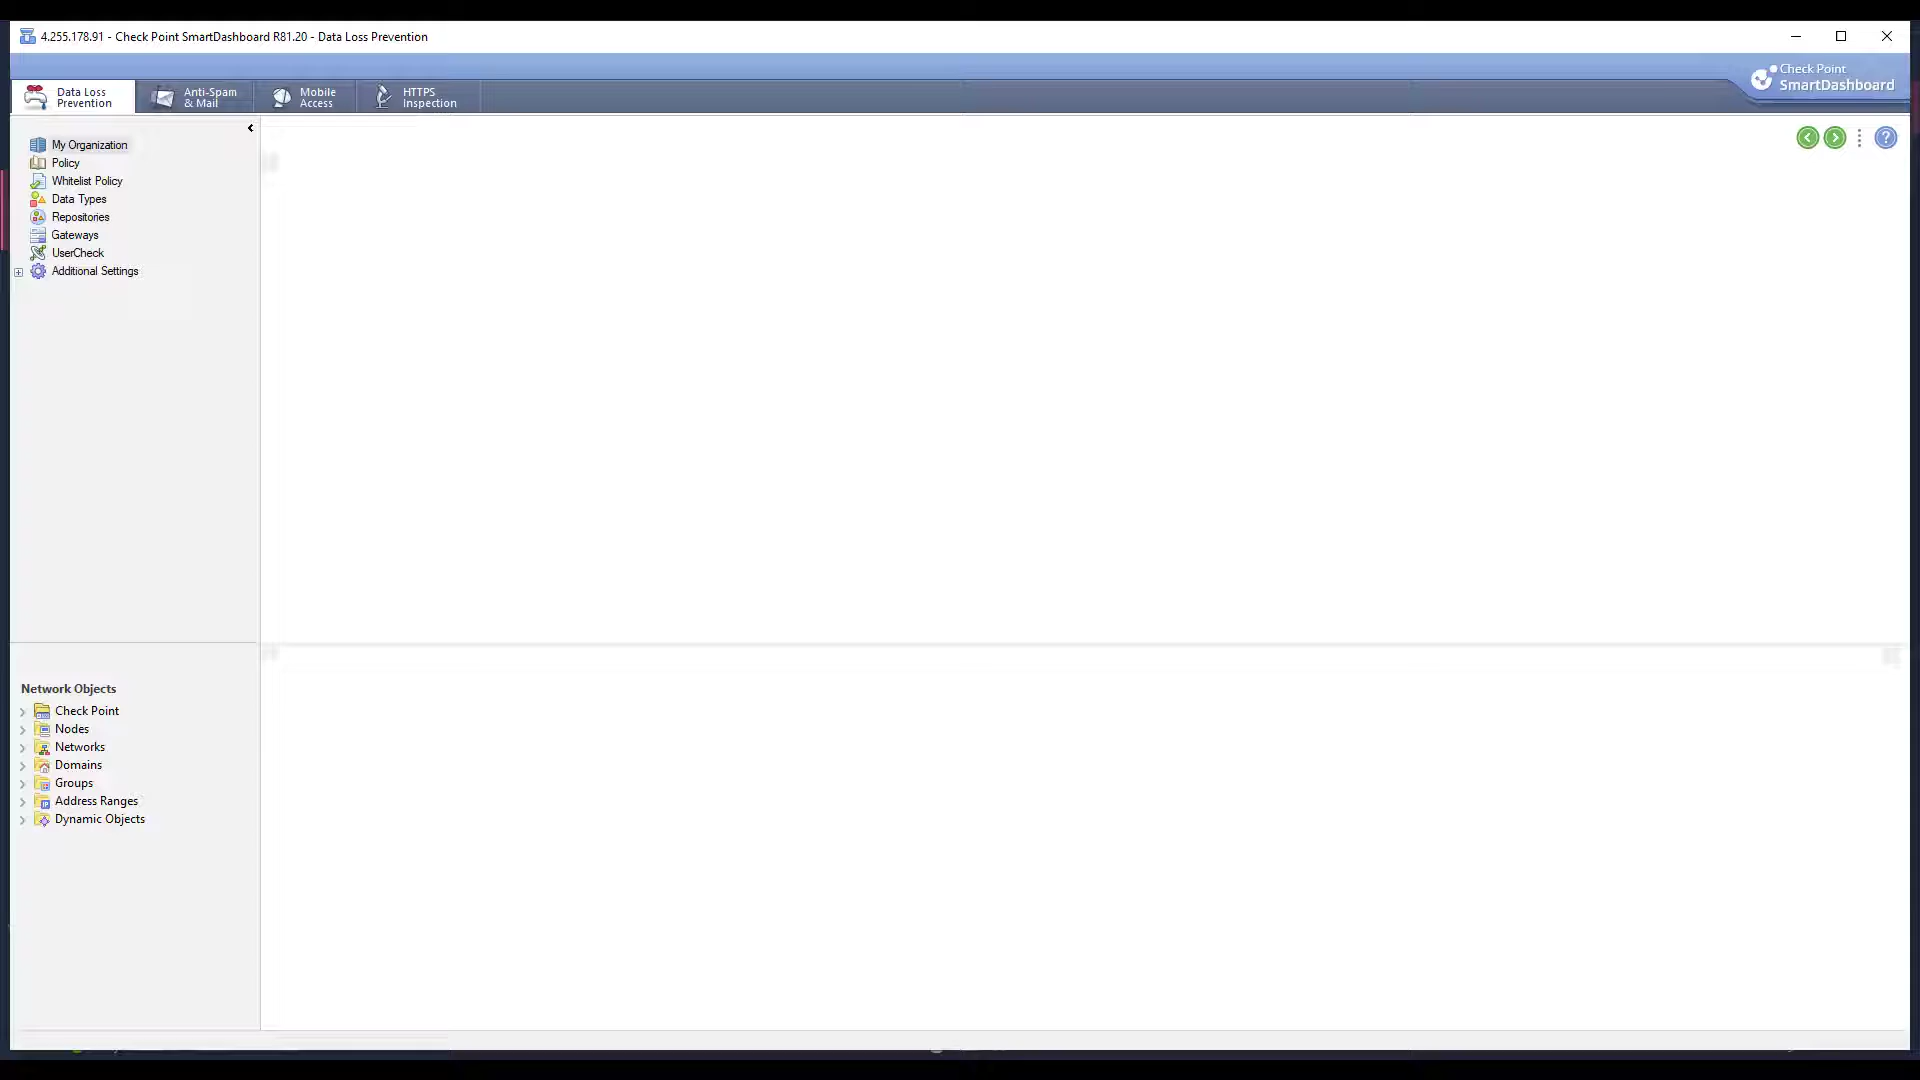 4.255.178.91 - Check Point SmartDashboard R81.20 - Data Loss Prevention
Check Point
SmartDashboard
Data Loss
Prevention
Anti-Spam
& Mail
Mobile
Access
HTTPS
Inspection
My Organization
Policy
Whitelist Policy
Data Types
Repositories
Gateways
UserCheck
Additional Settings
Network Objects
Check Point
Nodes
Networks
Domains
Groups
Address Ranges
Dynamic Objects